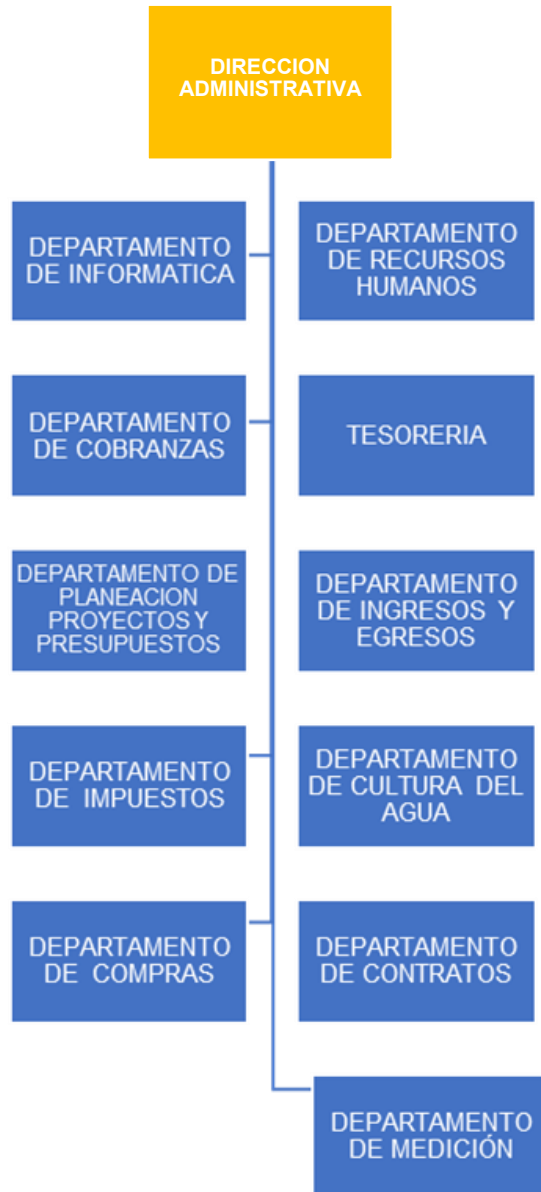 DIRECCION
ADMINISTRATIVA
DEPARTAMENTO
DE INFORMATICA
DEPARTAMENTO
DE RECURSOS
HUMANOS
DEPARTAMENTO
DE COBRANZAS
TESORERIA
DEPARTAMENTO DE
PLANEACION
PROYECTOS Y
PRESUPUESTOS
DEPARTAMENTO
DE INGRESOS Y
EGRESOS
DEPARTAMENTO
DE IMPUESTOS
DEPARTAMENTO
DE CULTURA DEL
AGUA
DEPARTAMENTO
DE COMPRAS
DEPARTAMENTO
DE CONTRATOS
DEPARTAMENTO
DE MEDICIÓN